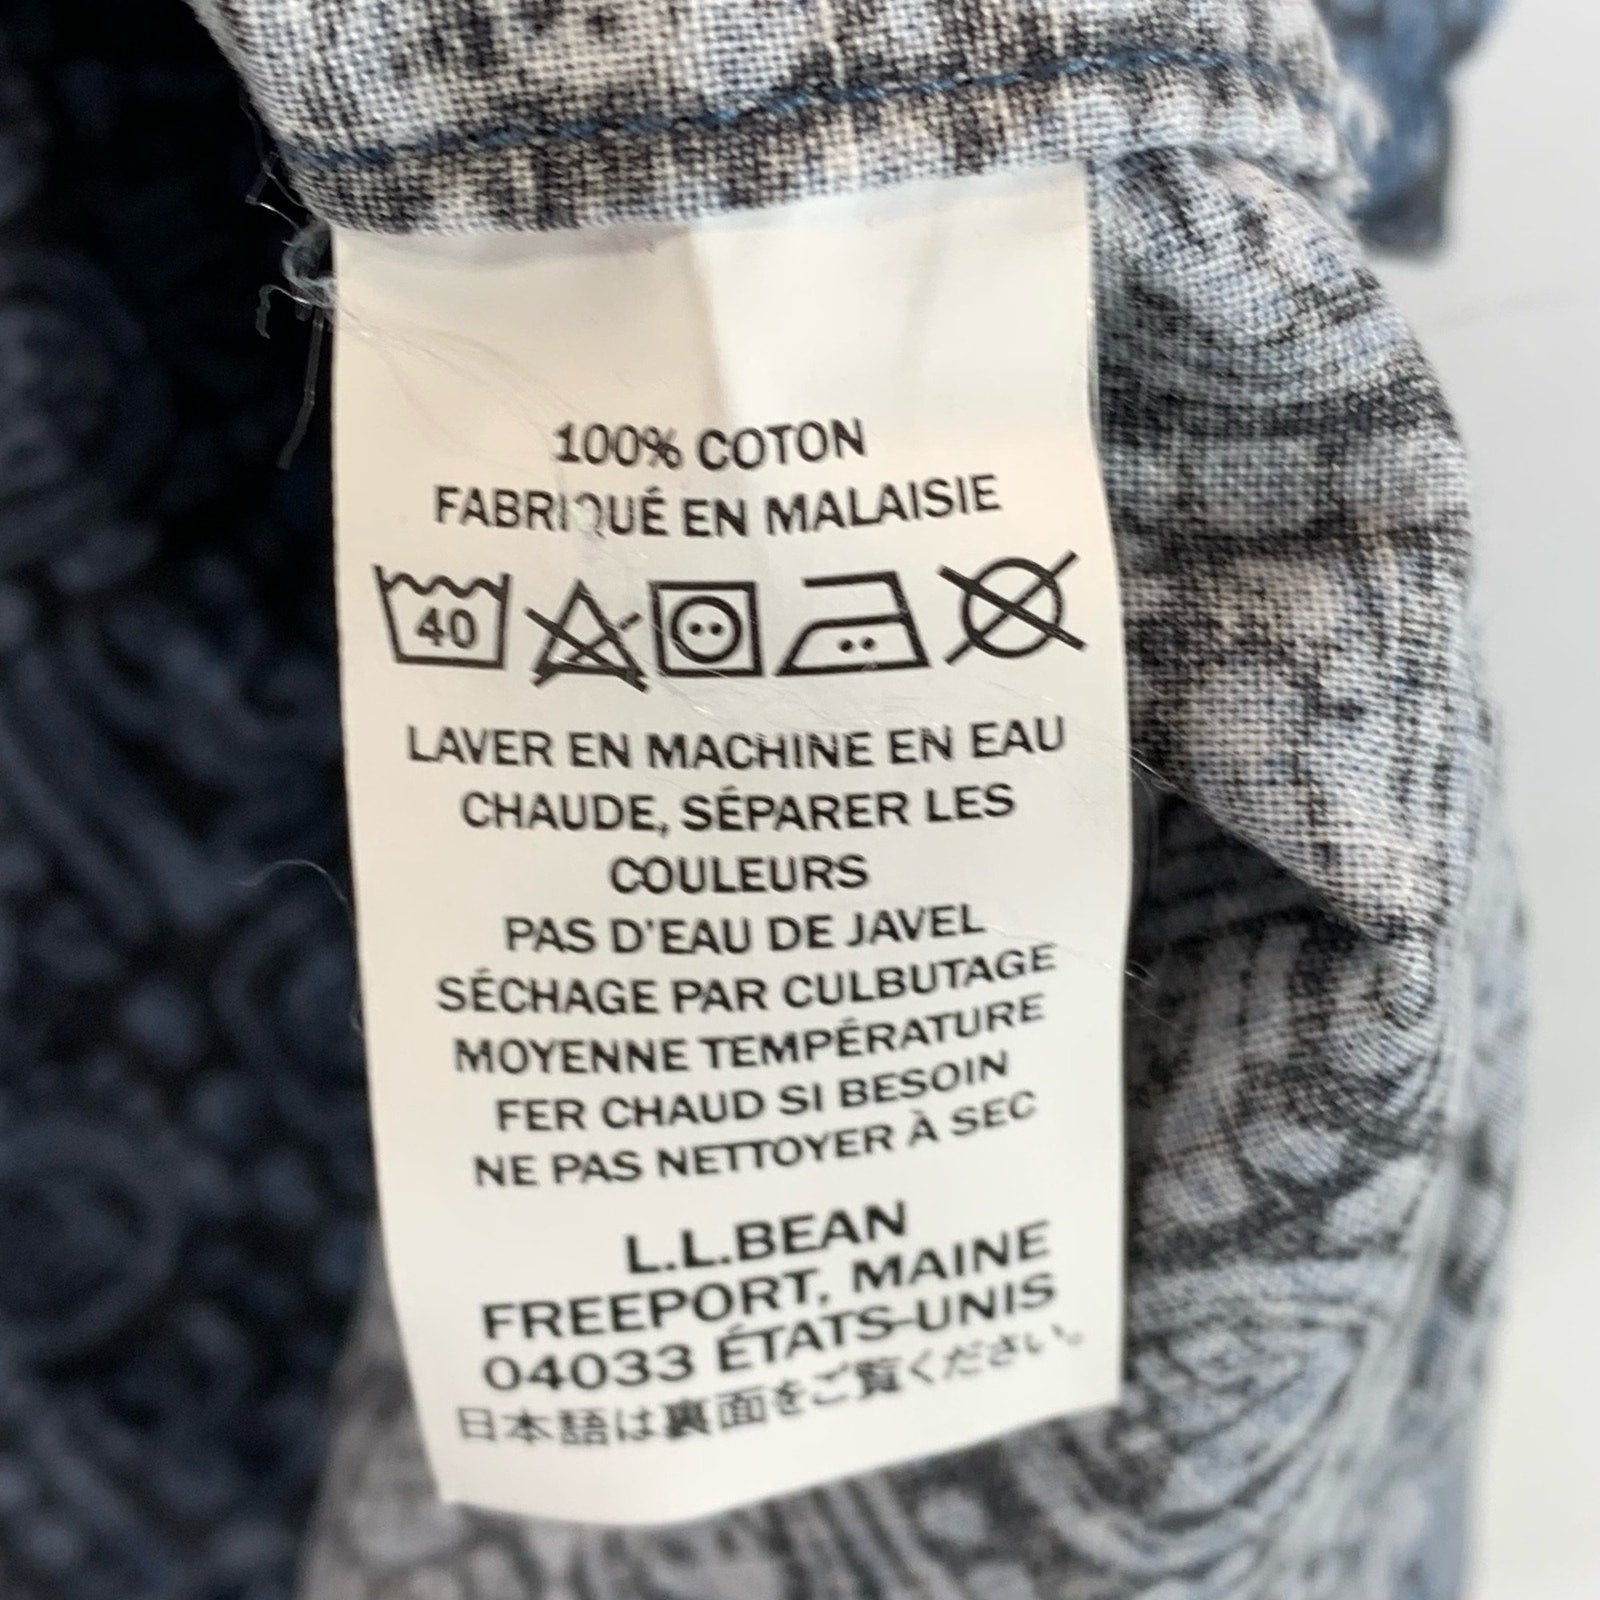 100% COTON
FABRIQUÉ EN MALAISIE
40
LAVER EN MACHINE EN EAU
CHAUDE, SÉPARER LES
COULEURS
PAS D'EAU DE JAVEL
SÉCHAGE PAR CULBUTAGE
MOYENNE TEMPÉRATURE
FER CHAUD SI BESOIN
NE PAS NETTOYER À SEC
L.L.BEAN
FREEPORT, MAINE
04033 ÉTATS-UNIS
日本語は裏面をご覧ください。